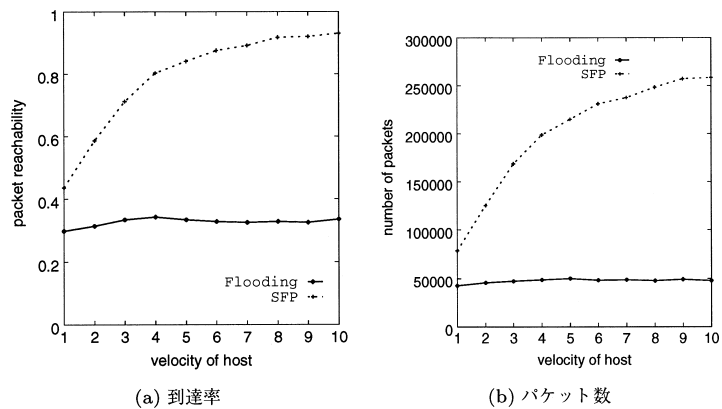 1
0.8
0.6
0.4
0.2
0
packet reachability
Flooding
SFP
1 2 3 4 5 6 7 8 9 10
velocity of host
(a) 到達率
300000
250000
200000
150000
100000
50000
0
number of packets
Flooding
SFP
1 2 3 4 5 6 7 8 9 10
velocity of host
(b) パケット数